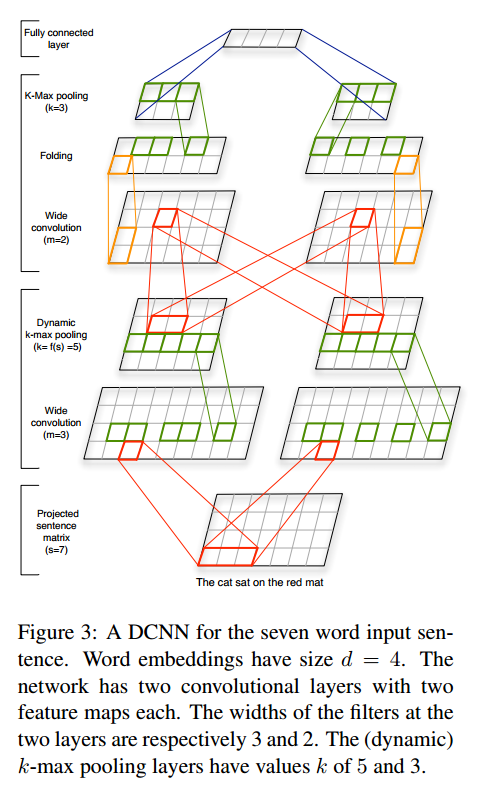 Fully connected
layer
K-Max pooling
(k=3)
Folding
Wide
convolution
(m=2)
Dynamic
k-max pooling
(k= f(s) =5)
Wide
convolution
(m=3)
Projected
sentence
matrix
(s=7)
The cat sat on the red mat
Figure 3: A DCNN for the seven word input sen-
tence. Word embeddings have size d = 4. The
network has two convolutional layers with two
feature maps each. The widths of the filters at the
two layers are respectively 3 and 2. The (dynamic)
k-max pooling layers have values k of 5 and 3.